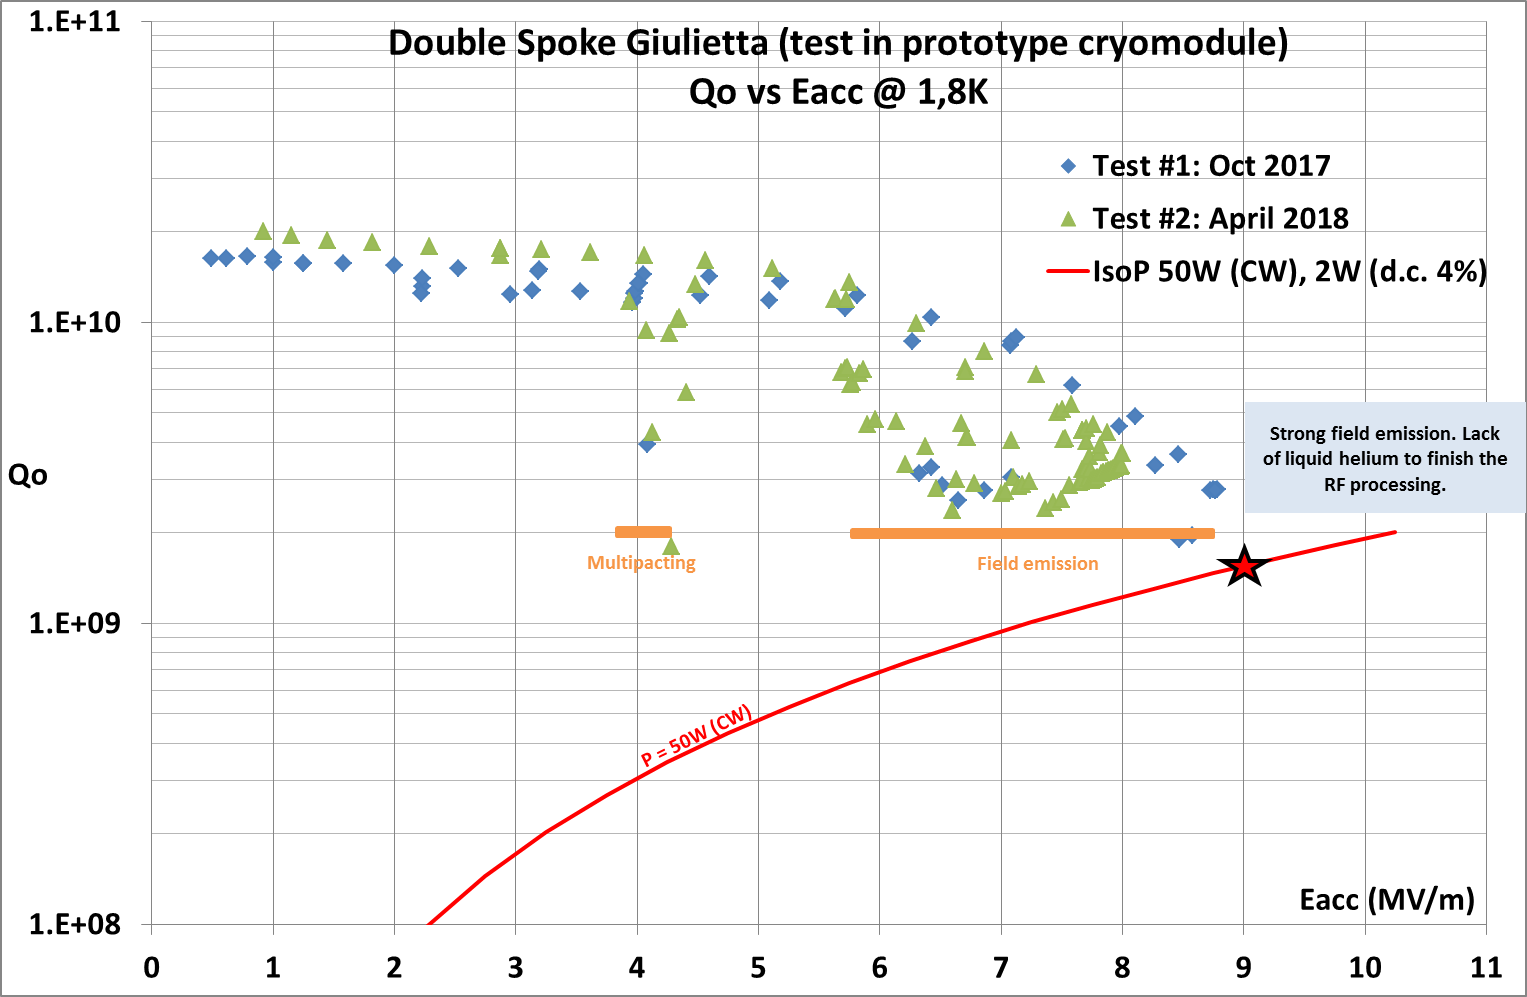 Double Spoke Giulietta (test in prototype cryomodule)
Qo vs Eacc @ 1,8K
1.E+11
1.E+10
1.E+09
1.E+08
Qo
Test #1: Oct 2017
Test #2: April 2018
IsoP 50W (CW), 2W (d.c. 4%)
Strong field emission. Lack
of liquid helium to finish the
RF processing.
Multipacting
Field emission
P = 50W (CW)
Eacc (MV/m)
0 1 2 3 4 5 6 7 8 9 10 11